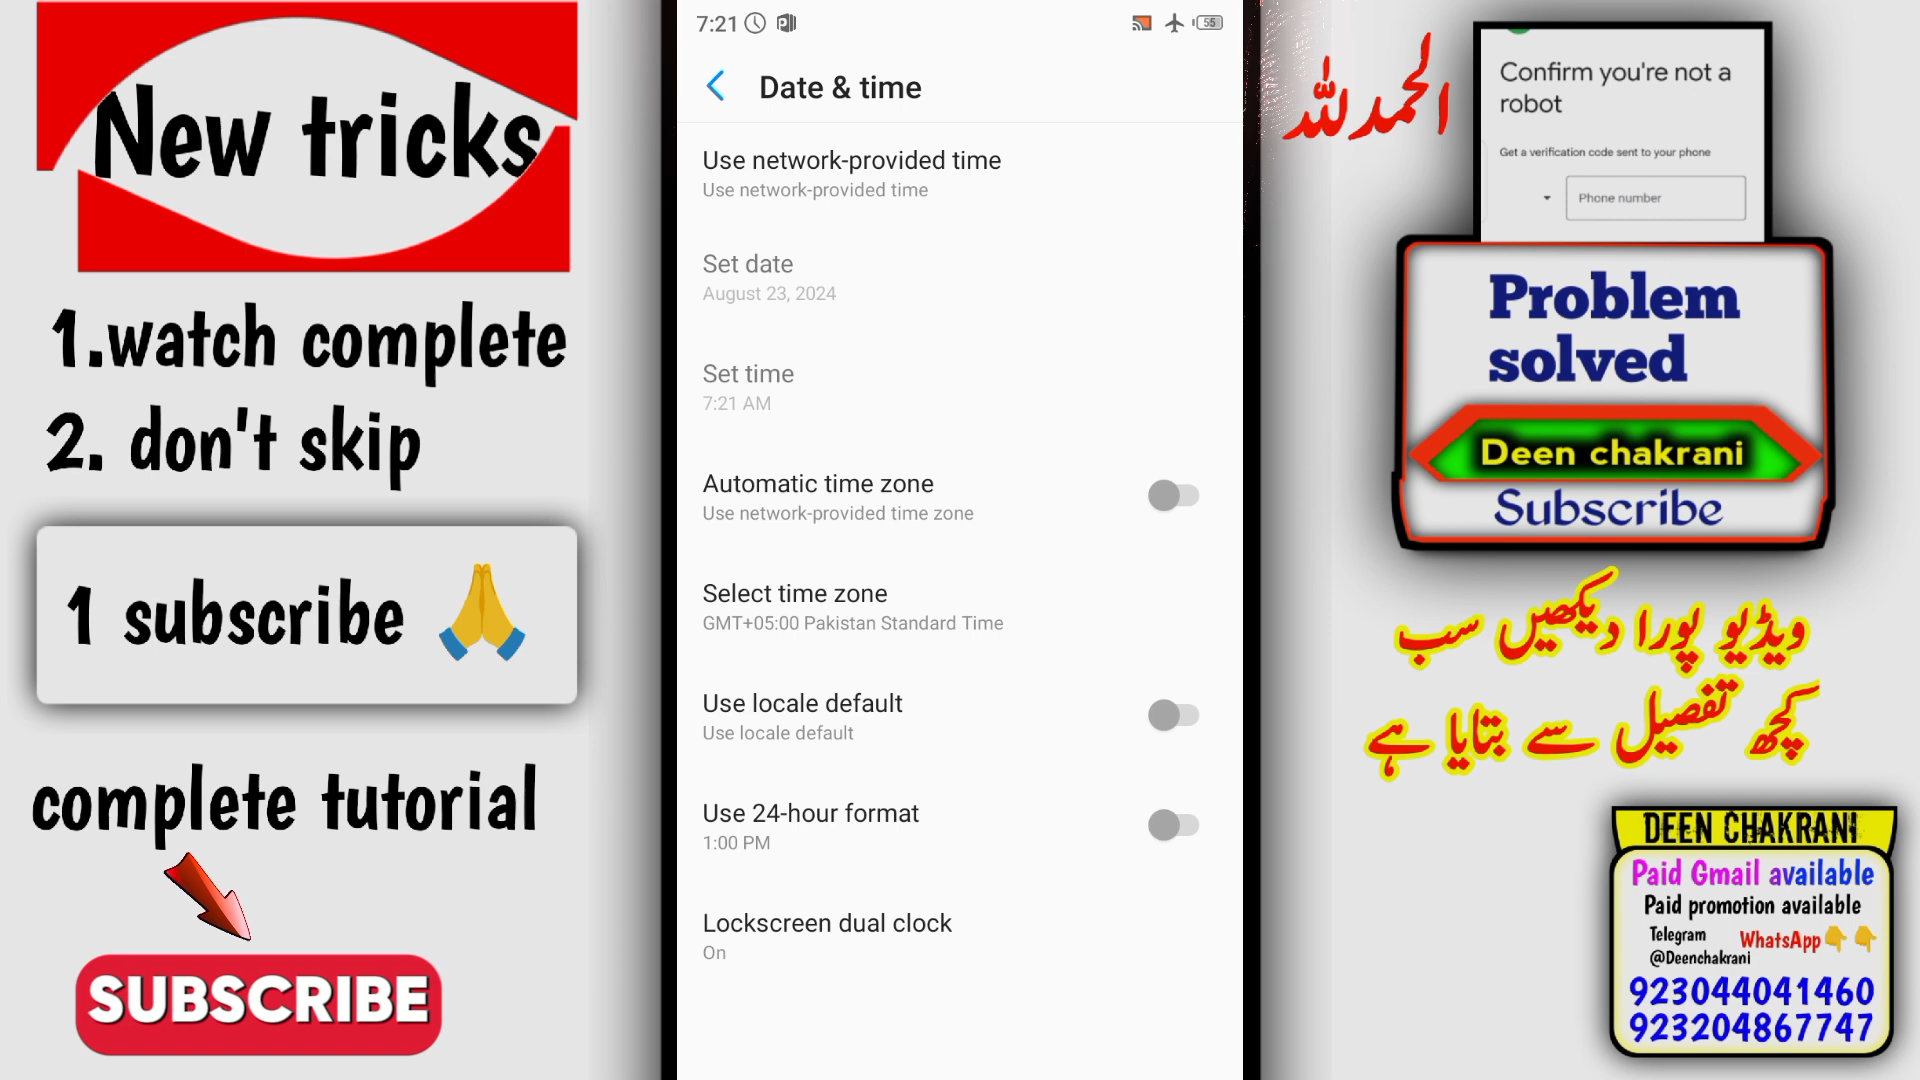 New tricks
1.watch complete
2. don't skip
1 subscribe
complete tutorial
SUBSCRIBE
7:21
55
Date & time
Use network-provided time
Use network-provided time
Set date
August 23, 2024
Set time
7:21 AM
Automatic time zone
Use network-provided time zone
Select time zone
GMT+05:00 Pakistan Standard Time
Use locale default
Use locale default
Use 24-hour format
1:00 PM
Lockscreen dual clock
On
الحمدللہ
Confirm you're not a
robot
Get a verification code sent to your phone
Phone number
Problem
solved
Deen chakrani
Subscribe
ویڈیو پورا دیکھیں سب
کچھ تفصیل سے بتایا ہے
DEEN CHAKRANI
Paid Gmail available
Paid promotion available
Telegram
@Deenchakrani
WhatsApp
923044041460
923204867747